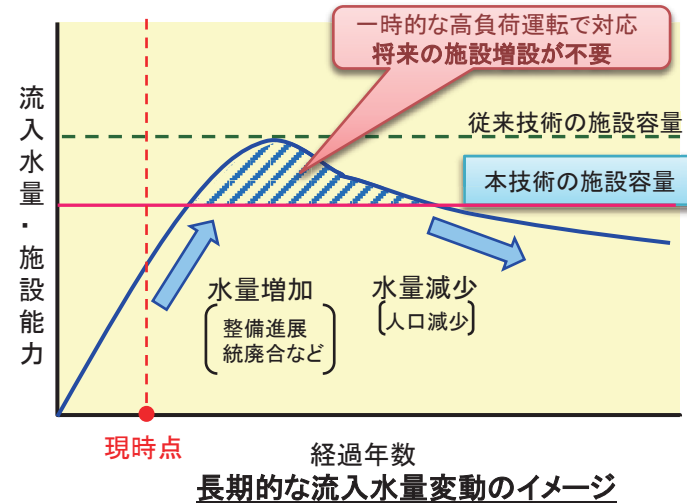 一時的な高負荷運転で対応
将来の施設増設が不要
流入水量・施設能力
従来技術の施設容量
本技術の施設容量
水量増加
整備進展
統廃合など
水量減少
人口減少
現時点
経過年数
長期的な流入水量変動のイメージ